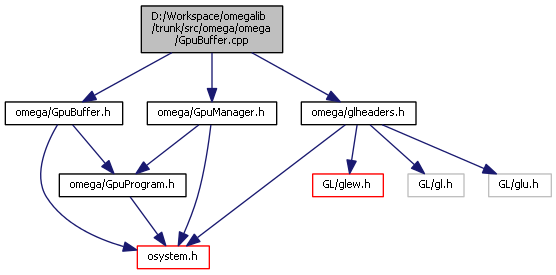 D:/Workspace/omegalib
/trunk/src/omega/omega
/GpuBuffer.cpp
omega/GpuBuffer.h
omega/GpuManager.h
omega/glheaders.h
omega/GpuProgram.h
GL/glew.h
GL/gl.h
GL/glu.h
osystem.h